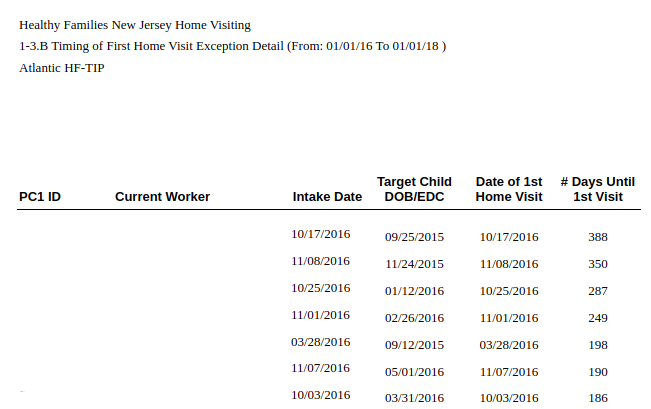 Healthy Families New Jersey Home Visiting
1-3.B Timing of First Home Visit Exception Detail (From: 01/01/16 To 01/01/18 )
Atlantic HF-TIP
Target Child Date of 1st # Days Until
PC1 ID Current Worker Intake Date DOB/EDC Home Visit 1st Visit
10/17/2016 09/25/2015 10/17/2016 388
11/08/2016 11/24/2015 11/08/2016 350
10/25/2016 01/12/2016 10/25/2016 287
11/01/2016 02/26/2016 11/01/2016 249
03/28/2016 09/12/2015 03/28/2016 198
11/07/2016 05/01/2016 11/07/2016 190
10/03/2016 03/31/2016 10/03/2016 186